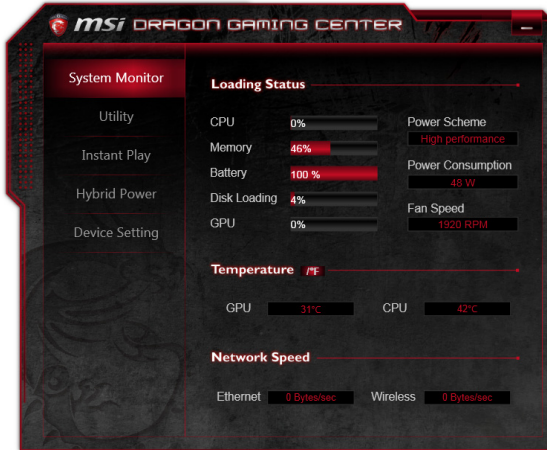 msi DRAGON GAMING CENTER
System Monitor
Utility
Instant Play
Hybrid Power
Device Setting
Loading Status
CPU 0%
Memory 46%
Battery 100 %
Disk Loading 4%
GPU 0%
Power Scheme
High performance
Power Consumption
48 W
Fan Speed
1920 RPM
Temperature /°F
GPU 31°C CPU 42°C
Network Speed
Ethernet 0 Bytes/sec Wireless 0 Bytes/sec